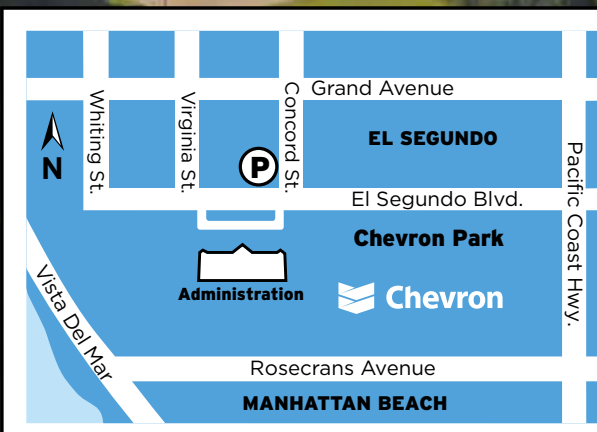 Grand Avenue
Whiting St.
Virginia St.
Concord St.
EL SEGUNDO
N
P
Pacific Coast Hwy.
El Segundo Blvd.
Chevron Park
Administration
Chevron
Vista Del Mar
Rosecrans Avenue
MANHATTAN BEACH